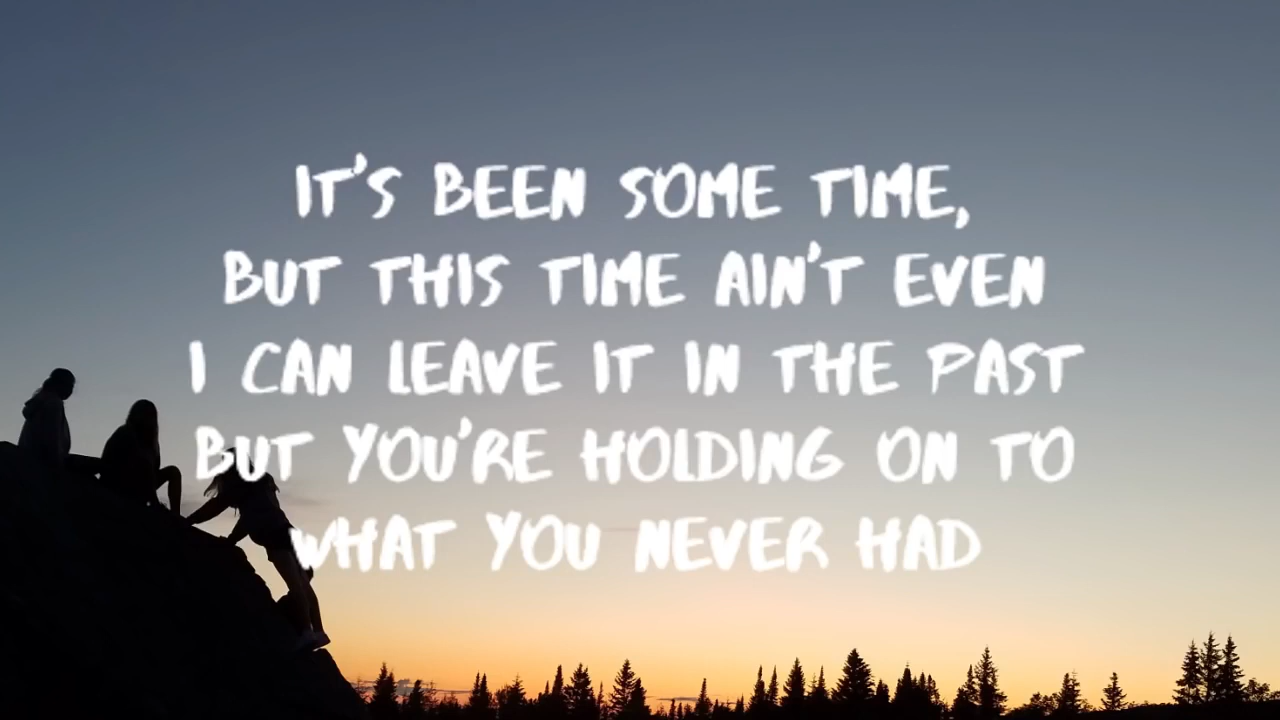 IT'S BEEN SOME TIME,
BUT THIS TIME AIN'T EVEN
I CAN LEAVE IT IN THE PAST
BUT YOU'RE HOLDING ON TO
WHAT YOU NEVER HAD